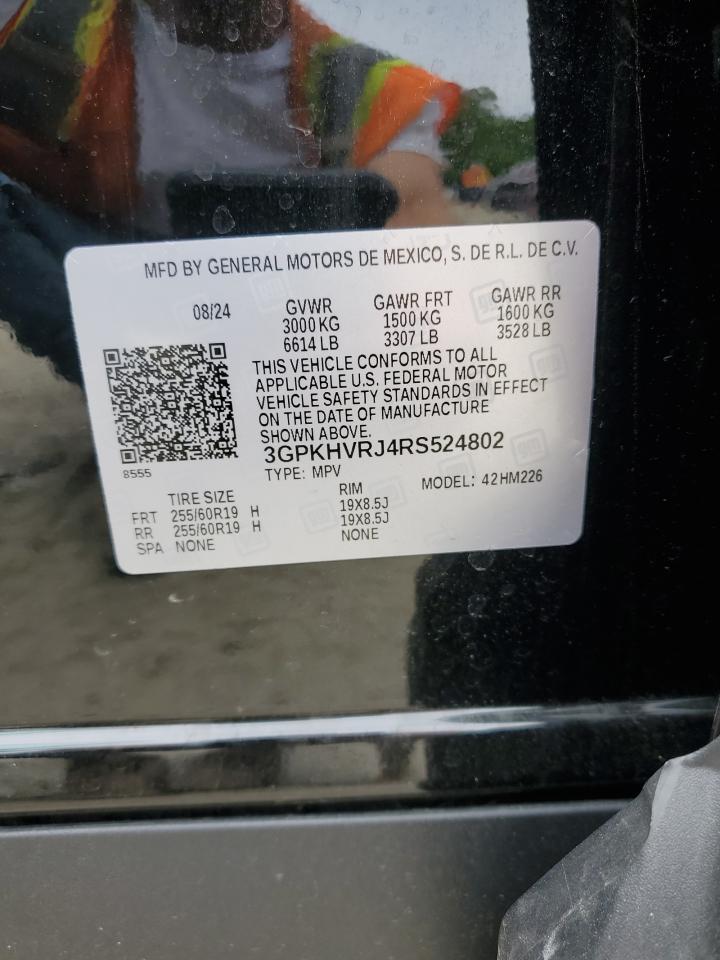 MFD BY GENERAL MOTORS DE MEXICO, S. DE R.L. DE C.V.
08/24 GVWR GAWR FRT GAWR RR
3000 KG 1500 KG 1600 KG
6614 LB 3307 LB 3528 LB
THIS VEHICLE CONFORMS TO ALL
APPLICABLE U.S. FEDERAL MOTOR
VEHICLE SAFETY STANDARDS IN EFFECT
ON THE DATE OF MANUFACTURE
SHOWN ABOVE.
3GPKHVRJ4RS524802
8555
TYPE: MPV MODEL: 42HM226
TIRE SIZE RIM
FRT 255/60R19 H 19X8.5J
RR 255/60R19 H 19X8.5J
SPA NONE NONE